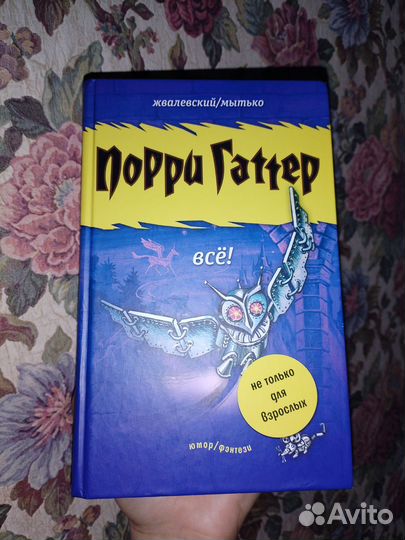 жвалевский/мытько
Порри Гаттер
всё!
не только
для
взрослых
юмор/фэнтези
Avito